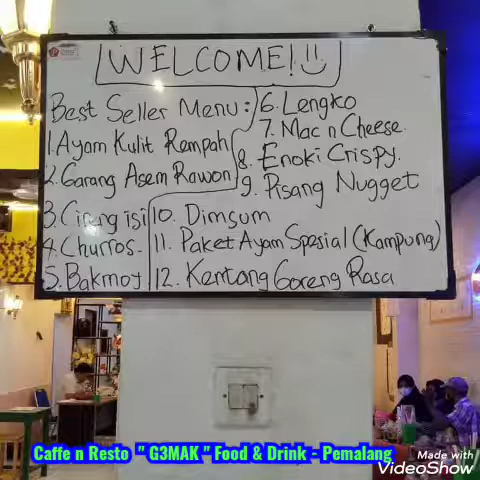 WELCOME!!
Best Seller Menu:
1. Ayam Kulit Rempah
2. Garang Asem Rawon
3. Cireng isi
4. Churros.
5. Bakmoy
6. Lengko
7. Mac n Cheese.
8. Enoki Crispy.
9. Pisang Nugget
10. Dimsum
11. Paket Ayam Spesial (Kampung)
12. Kentang Goreng Rasa
Caffe n Resto " G3MAK " Food & Drink - Pemalang
Made with
VideoShow